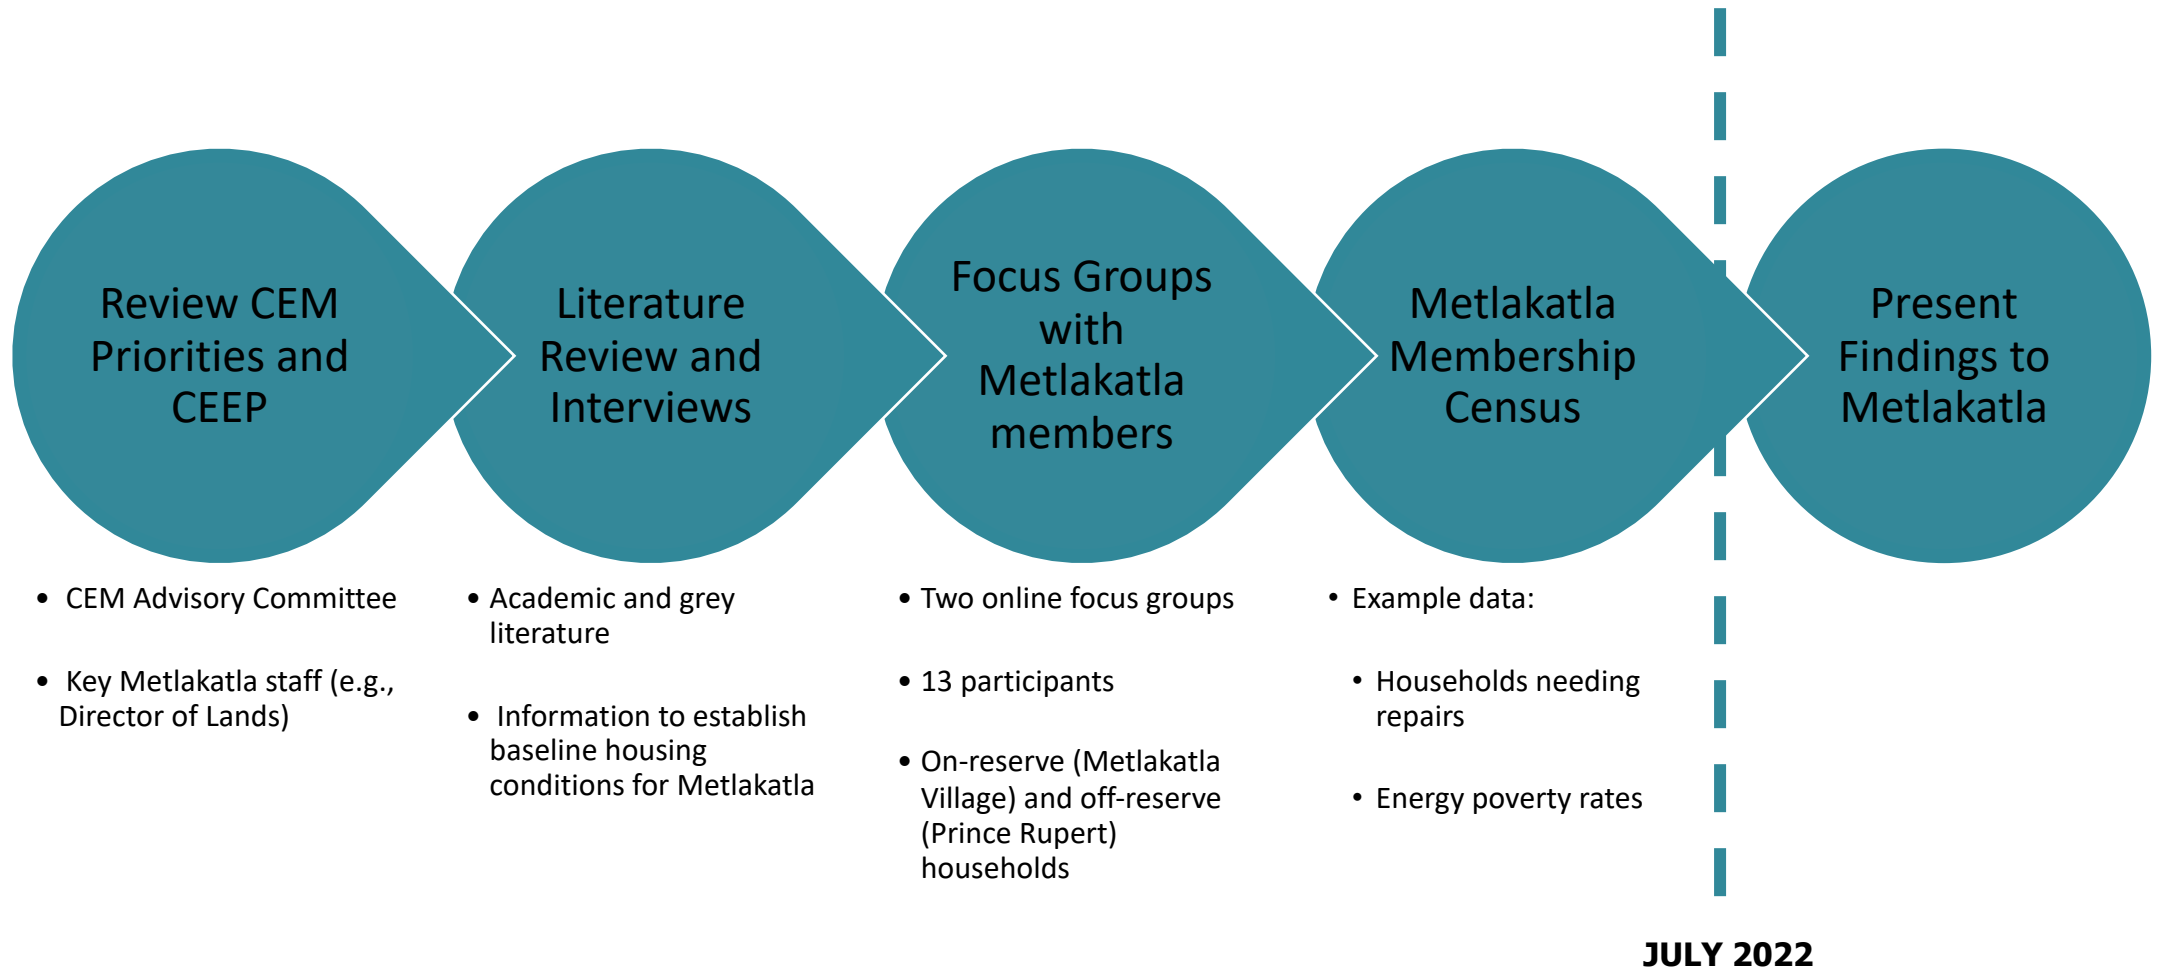 Review CEM
Priorities and
CEEP
Literature
Review and
Interviews
Focus Groups
with
Metlakatla
members
Metlakatla
Membership
Census
Present
Findings to
Metlakatla
• CEM Advisory Committee
• Key Metlakatla staff (e.g.,
Director of Lands)
• Academic and grey
literature
• Information to establish
baseline housing
conditions for Metlakatla
• Two online focus groups
• 13 participants
• On-reserve (Metlakatla
Village) and off-reserve
(Prince Rupert)
households
• Example data:
• Households needing
repairs
• Energy poverty rates
JULY 2022